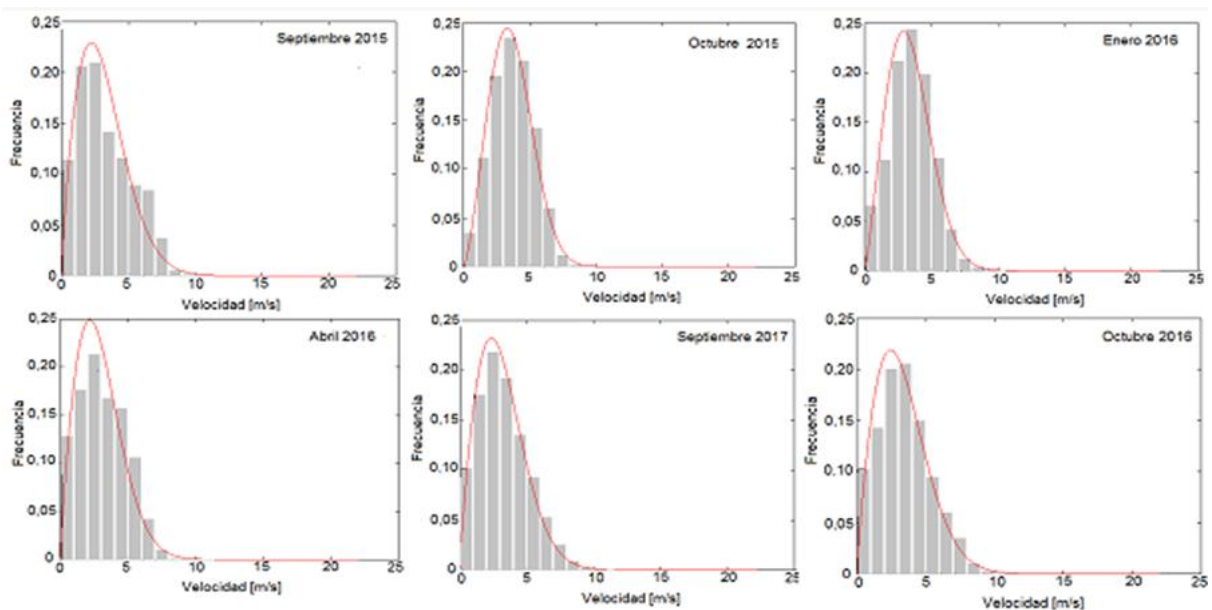 Septiembre 2015
Frecuencia
0,25
0,20
0,15
0,10
0,05
0
0 5 10 15 20 25
Velocidad [m/s]
Octubre 2015
Frecuencia
0,25
0,20
0,15
0,10
0,05
0
0 5 10 15 20 25
Velocidad [m/s]
Enero 2016
Frecuencia
0,25
0,20
0,15
0,10
0,05
0
0 5 10 15 20 25
Velocidad [m/s]
Abril 2016
Frecuencia
0,25
0,20
0,15
0,10
0,05
0
0 5 10 15 20 25
Velocidad [m/s]
Septiembre 2017
Frecuencia
0,25
0,20
0,15
0,10
0,05
0
0 5 10 15 20 25
Velocidad [m/s]
Octubre 2016
Frecuencia
0,25
0,20
0,15
0,10
0,05
0
0 5 10 15 20 25
Velocidad [m/s]